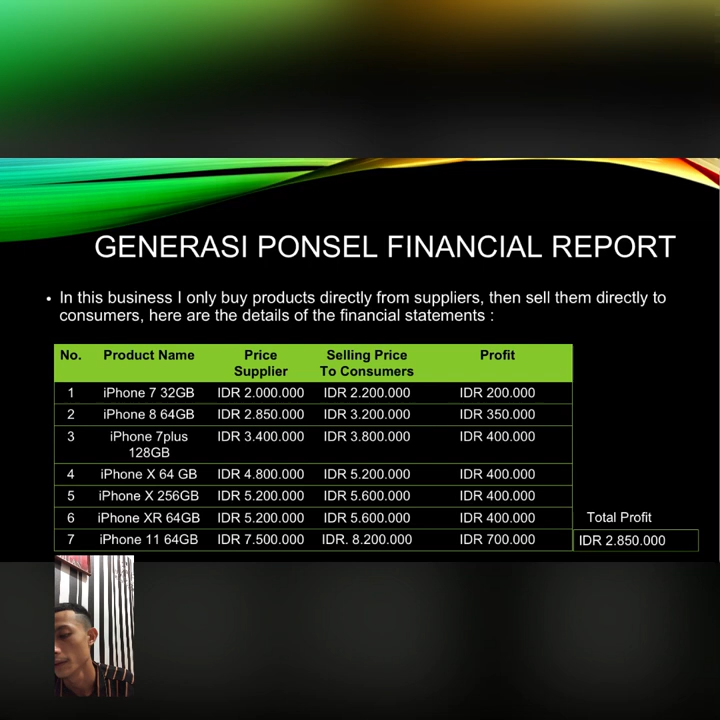 GENERASI PONSEL FINANCIAL REPORT
• In this business I only buy products directly from suppliers, then sell them directly to
consumers, here are the details of the financial statements :
No. Product Name Price Supplier Selling Price To Consumers Profit
1 iPhone 7 32GB IDR 2.000.000 IDR 2.200.000 IDR 200.000
2 iPhone 8 64GB IDR 2.850.000 IDR 3.200.000 IDR 350.000
3 iPhone 7plus 128GB IDR 3.400.000 IDR 3.800.000 IDR 400.000
4 iPhone X 64 GB IDR 4.800.000 IDR 5.200.000 IDR 400.000
5 iPhone X 256GB IDR 5.200.000 IDR 5.600.000 IDR 400.000
6 iPhone XR 64GB IDR 5.200.000 IDR 5.600.000 IDR 400.000
7 iPhone 11 64GB IDR 7.500.000 IDR. 8.200.000 IDR 700.000
Total Profit
IDR 2.850.000